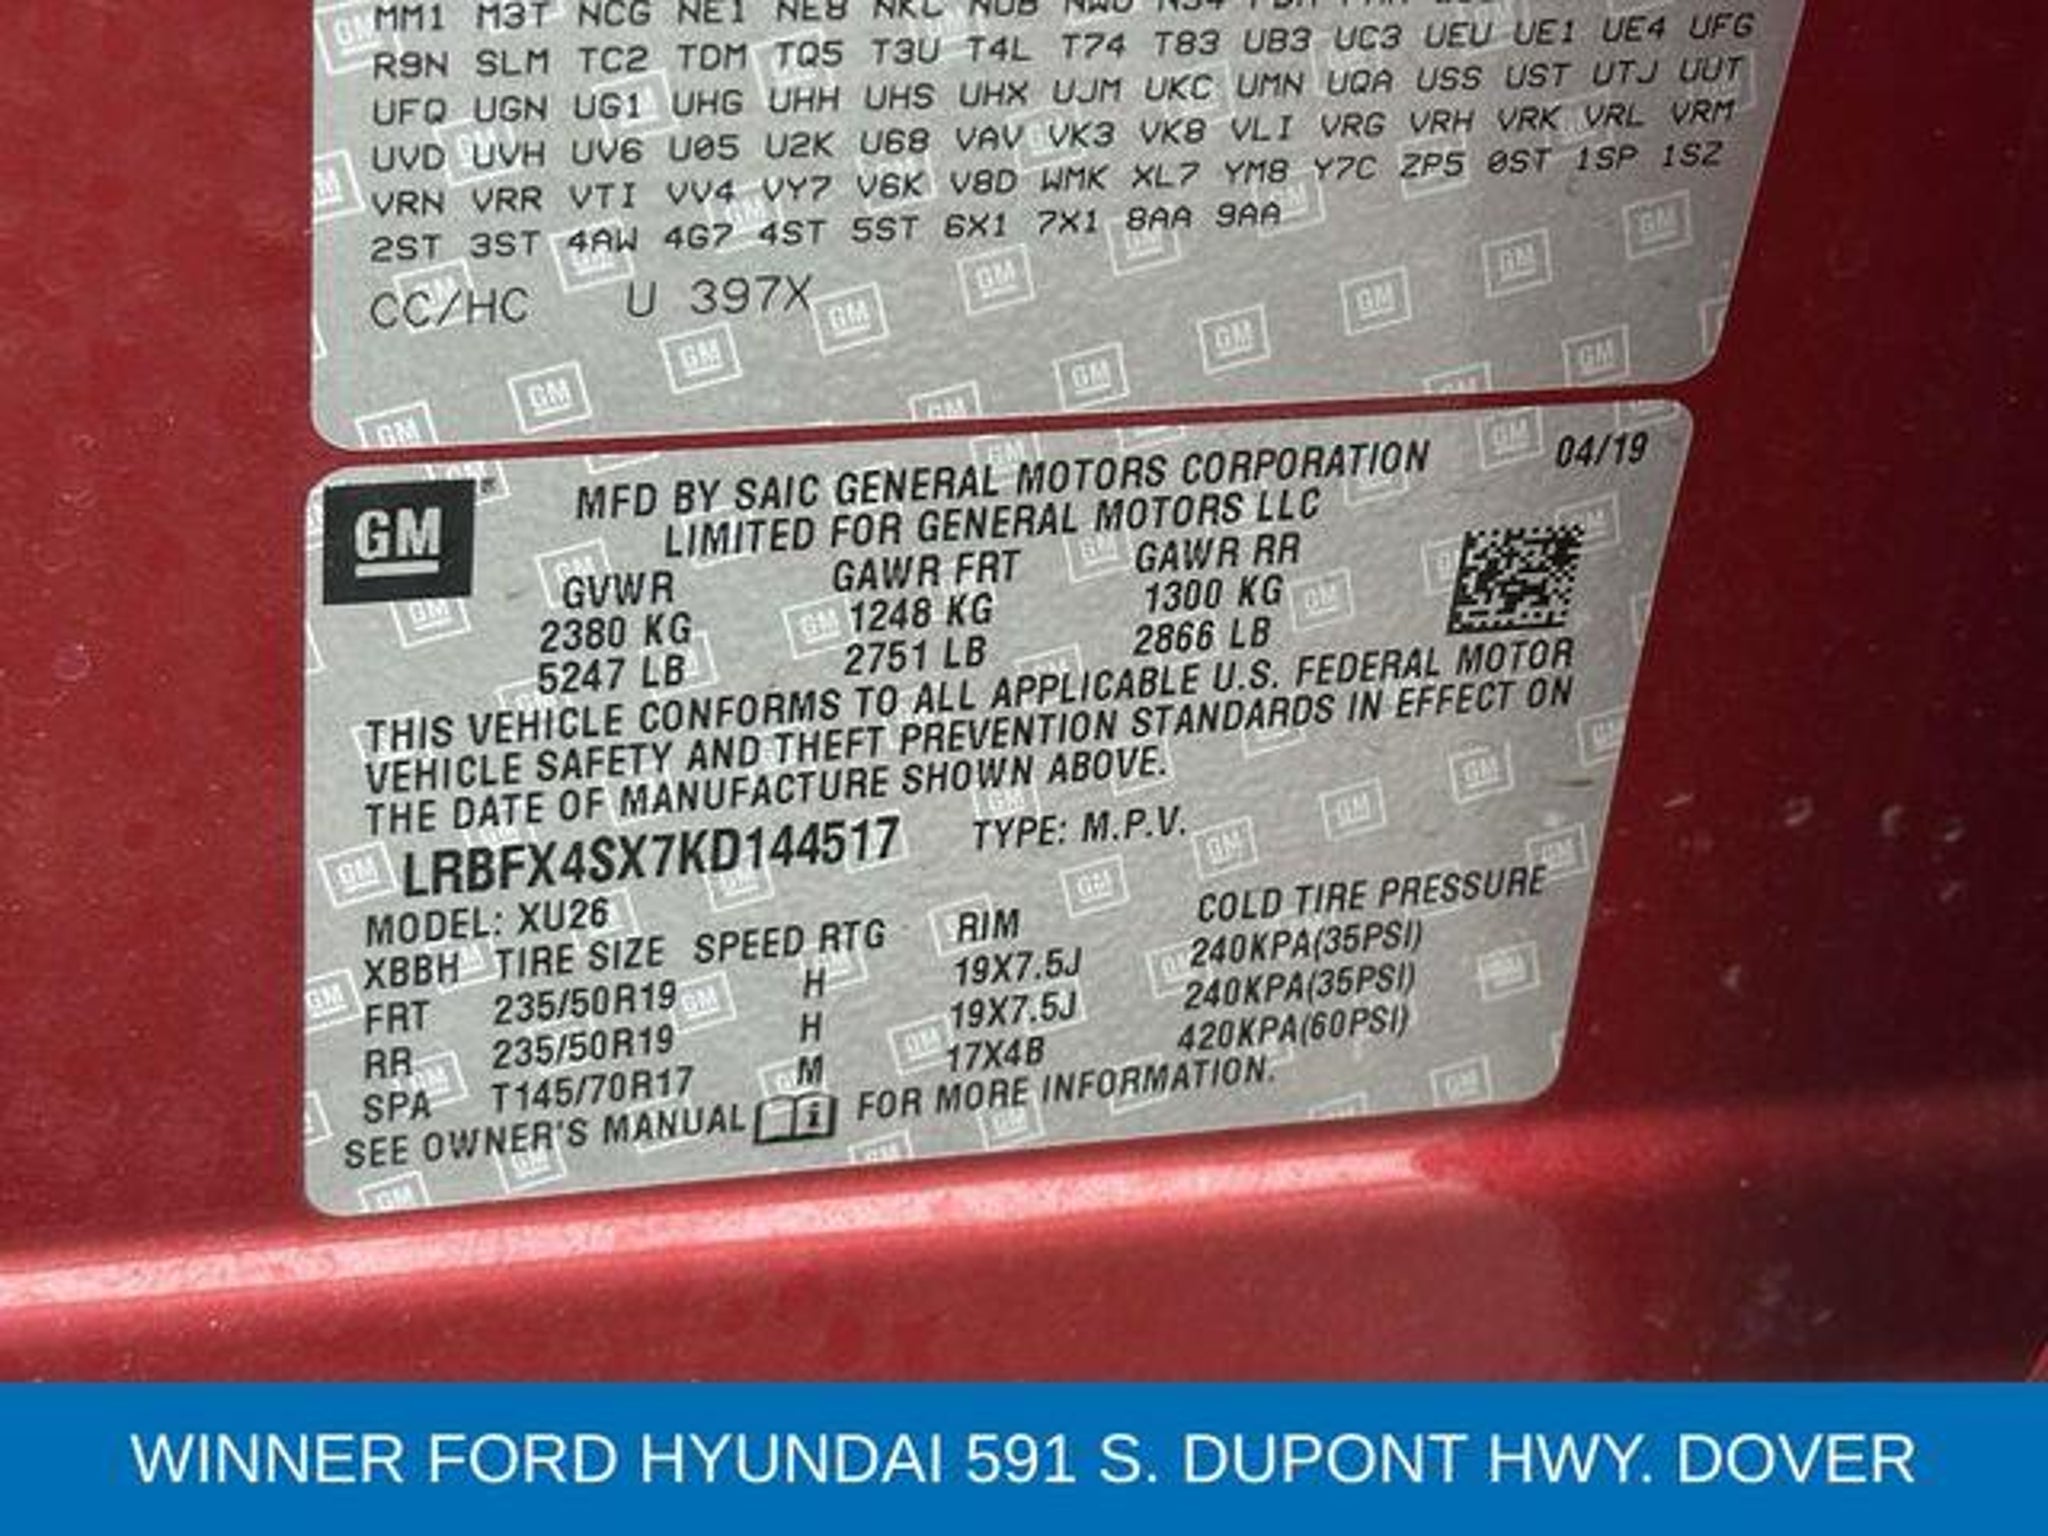 MM1 M3T NCG NE1 NE8 NKC NUB
R9N SLM TC2 TDM TQ5 T3U T4L T74 T83 UB3 UC3 UEU UE1 UE4 UFG
UFQ UGN UG1 UHG UHH UHS UHX UJM UKC UMN UQA USS UST UTJ UUT
UVD UVH UV6 U05 U2K U68 VAV VK3 VK8 VLI VRG VRH VRK VRL VRM
VRN VRR VTI VV4 VY7 V6K V8D WMK XL7 YM8 Y7C ZP5 0ST 1SP 1SZ
2ST 3ST 4AW 4G7 4ST 5ST 6X1 7X1 8AA 9AA
CC/HC U 397X
GM
MFD BY SAIC GENERAL MOTORS CORPORATION 04/19
LIMITED FOR GENERAL MOTORS LLC
GVWR GAWR FRT GAWR RR
2380 KG 1248 KG 1300 KG
5247 LB 2751 LB 2866 LB
THIS VEHICLE CONFORMS TO ALL APPLICABLE U.S. FEDERAL MOTOR
VEHICLE SAFETY AND THEFT PREVENTION STANDARDS IN EFFECT ON
THE DATE OF MANUFACTURE SHOWN ABOVE.
LRBFX4SX7KD144517 TYPE: M.P.V.
MODEL: XU26
XBBH TIRE SIZE SPEED RTG RIM COLD TIRE PRESSURE
FRT 235/50R19 H 19X7.5J 240KPA(35PSI)
RR 235/50R19 H 19X7.5J 240KPA(35PSI)
SPA T145/70R17 M 17X4B 420KPA(60PSI)
SEE OWNER'S MANUAL FOR MORE INFORMATION.
WINNER FORD HYUNDAI 591 S. DUPONT HWY. DOVER